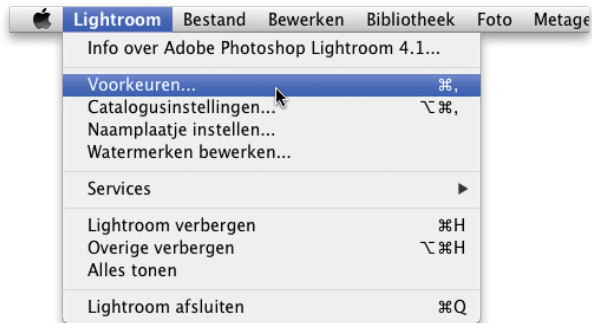 Lightroom Bestand Bewerken Bibliotheek Foto Metage
Info over Adobe Photoshop Lightroom 4.1...
Voorkeuren... ⌘,
Catalogusinstellingen... ⌥⌘,
Naamplaatje instellen...
Watermerken bewerken...
Services ▶
Lightroom verbergen ⌘H
Overige verbergen ⌥⌘H
Alles tonen
Lightroom afsluiten ⌘Q